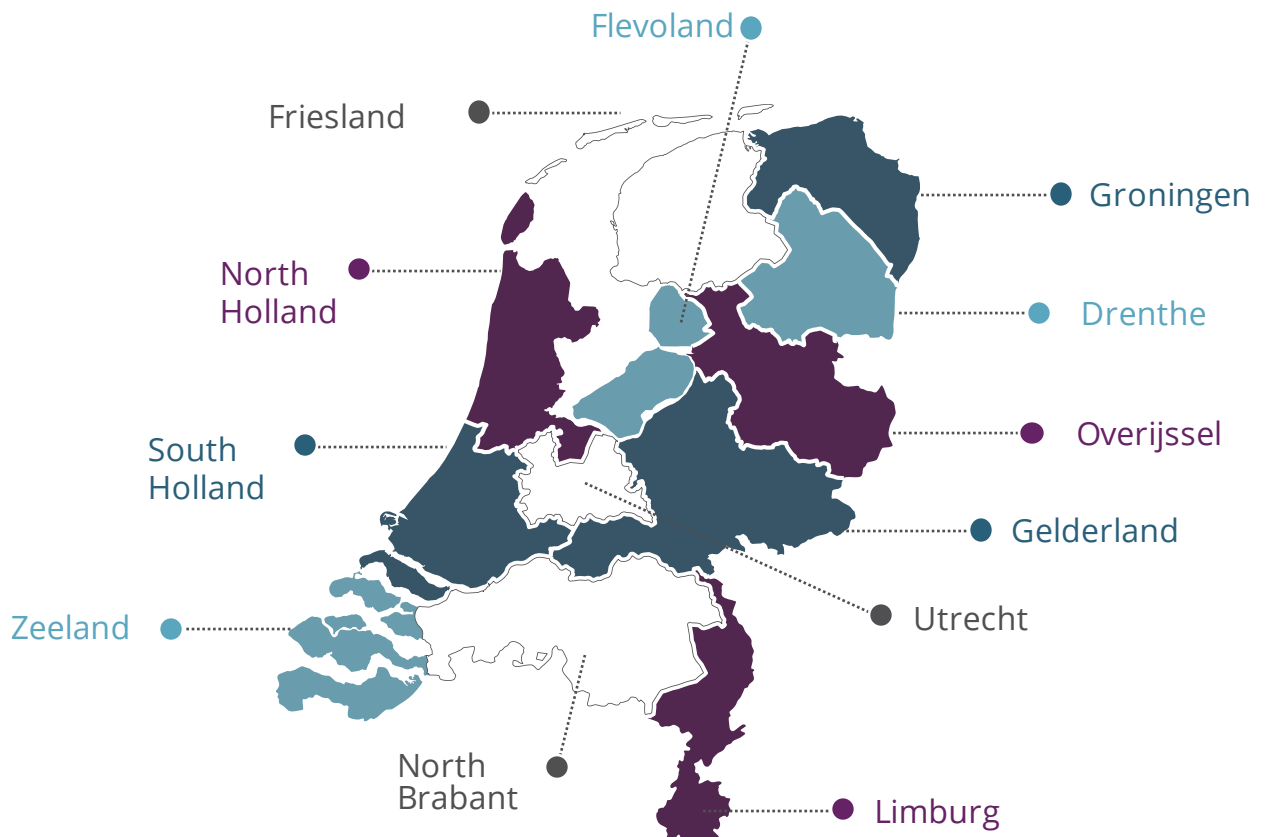 Flevoland
Friesland
Groningen
North
Holland
Drenthe
Overijssel
South
Holland
Gelderland
Utrecht
Zeeland
North
Brabant
Limburg